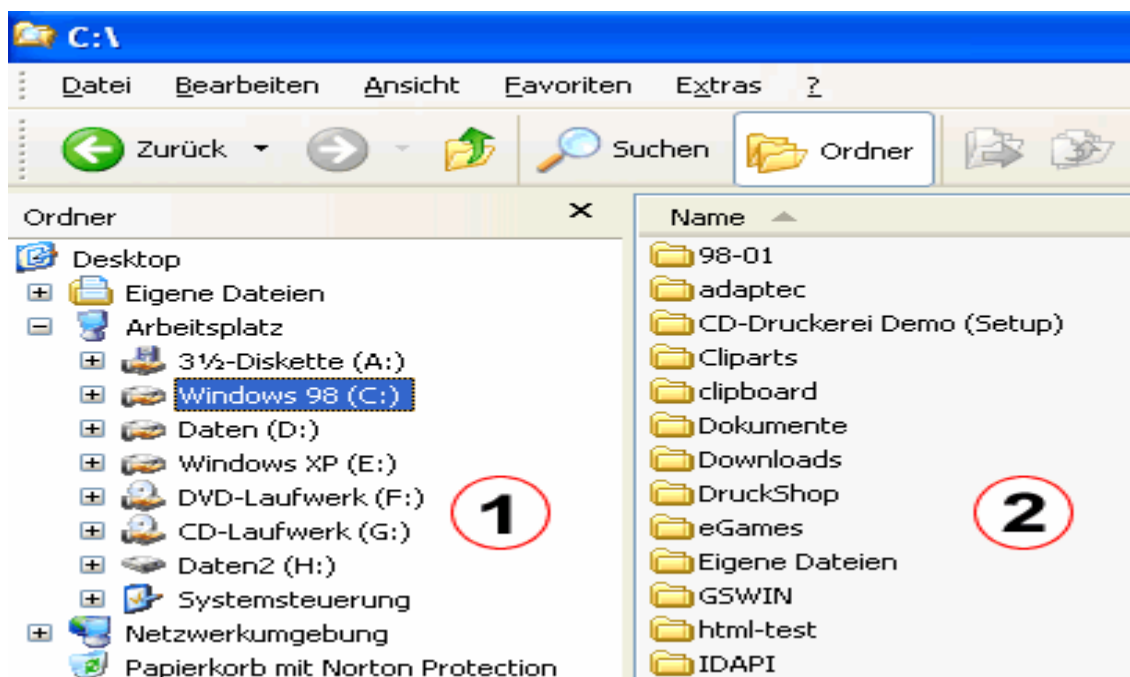 C:\
Datei Bearbeiten Ansicht Favoriten Extras ?
Zurück Suchen Ordner
Ordner
Desktop
Eigene Dateien
Arbeitsplatz
3½-Diskette (A:)
Windows 98 (C:)
Daten (D:)
Windows XP (E:)
DVD-Laufwerk (F:)
CD-Laufwerk (G:)
Daten2 (H:)
Systemsteuerung
Netzwerkumgebung
Papierkorb mit Norton Protection
1
Name
98-01
adaptec
CD-Druckerei Demo (Setup)
Cliparts
clipboard
Dokumente
Downloads
DruckShop
eGames
Eigene Dateien
GSWIN
html-test
IDAPI
2